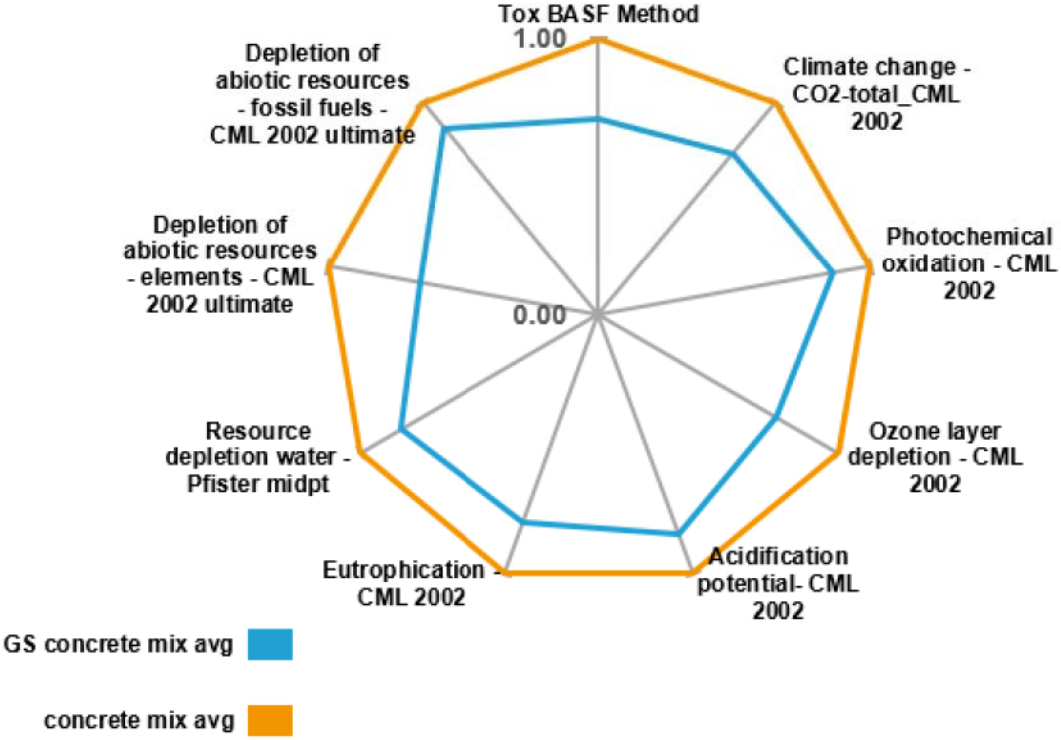 Tox BASF Method
1.00
Climate change -
CO2-total_CML
2002
Photochemical
oxidation - CML
2002
Ozone layer
depletion - CML
2002
Acidification
potential- CML
2002
Eutrophication -
CML 2002
Resource
depletion water -
Pfister midpt
Depletion of
abiotic resources
- elements - CML
2002 ultimate
Depletion of
abiotic resources
- fossil fuels -
CML 2002 ultimate
0.00
GS concrete mix avg
concrete mix avg